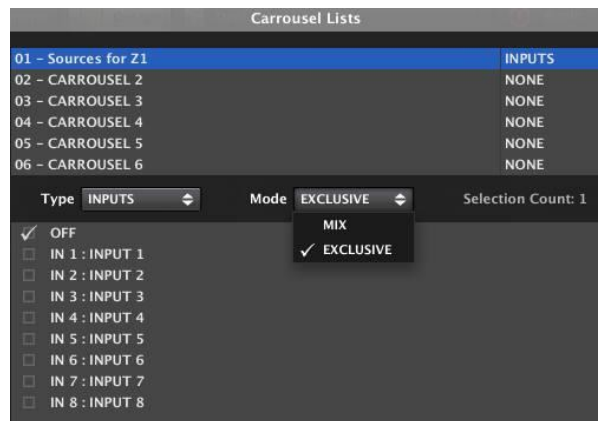 Carrousel Lists
01 – Sources for Z1 INPUTS
02 – CARROUSEL 2 NONE
03 – CARROUSEL 3 NONE
04 – CARROUSEL 4 NONE
05 – CARROUSEL 5 NONE
06 – CARROUSEL 6 NONE
Type INPUTS Mode EXCLUSIVE Selection Count: 1
MIX
EXCLUSIVE
OFF
IN 1 : INPUT 1
IN 2 : INPUT 2
IN 3 : INPUT 3
IN 4 : INPUT 4
IN 5 : INPUT 5
IN 6 : INPUT 6
IN 7 : INPUT 7
IN 8 : INPUT 8